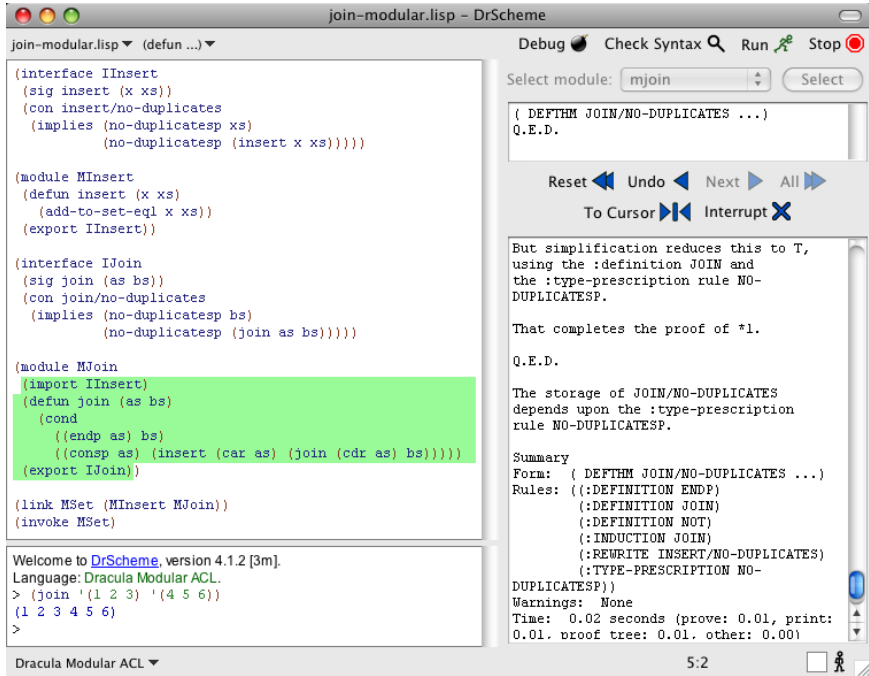 join-modular.lisp – DrScheme
join-modular.lisp▼ (defun ...)▼
Debug Check Syntax Run Stop
(interface IInsert
(sig insert (x xs))
(con insert/no-duplicates
(implies (no-duplicatesp xs)
(no-duplicatesp (insert x xs)))))
(module MInsert
(defun insert (x xs)
(add-to-set-eql x xs))
(export IInsert))
(interface IJoin
(sig join (as bs))
(con join/no-duplicates
(implies (no-duplicatesp bs)
(no-duplicatesp (join as bs)))))
(module MJoin
(import IInsert)
(defun join (as bs)
(cond
((endp as) bs)
((consp as) (insert (car as) (join (cdr as) bs)))))
(export IJoin))
(link MSet (MInsert MJoin))
(invoke MSet)
Welcome to DrScheme, version 4.1.2 [3m].
Language: Dracula Modular ACL.
> (join '(1 2 3) '(4 5 6))
(1 2 3 4 5 6)
>
Select module: mjoin Select
( DEFTHM JOIN/NO-DUPLICATES ...)
Q.E.D.
Reset Undo Next All
To Cursor Interrupt
But simplification reduces this to T,
using the :definition JOIN and
the :type-prescription rule NO-
DUPLICATESP.
That completes the proof of *1.
Q.E.D.
The storage of JOIN/NO-DUPLICATES
depends upon the :type-prescription
rule NO-DUPLICATESP.
Summary
Form: ( DEFTHM JOIN/NO-DUPLICATES ...)
Rules: ((:DEFINITION ENDP)
(:DEFINITION JOIN)
(:DEFINITION NOT)
(:INDUCTION JOIN)
(:REWRITE INSERT/NO-DUPLICATES)
(:TYPE-PRESCRIPTION NO-
DUPLICATESP))
Warnings: None
Time: 0.02 seconds (prove: 0.01, print:
0.01, proof tree: 0.01, other: 0.00)
Dracula Modular ACL▼
5:2